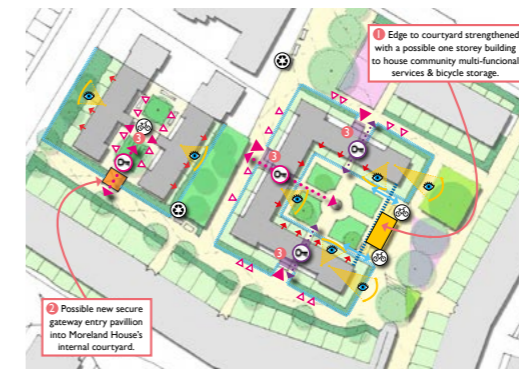 1 Edge to courtyard strengthened
with a possible one storey building
to house community multi-funcional
services & bicycle storage.
3
3
3
3
2 Possible new secure
gateway entry pavillion
into Moreland House's
internal courtyard.